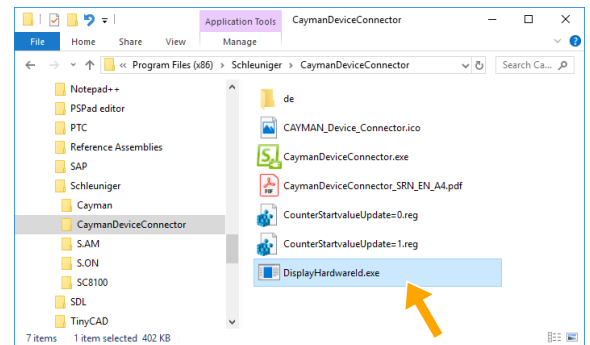 Application Tools CaymanDeviceConnector
File Home Share View Manage
« Program Files (x86) › Schleuniger › CaymanDeviceConnector Search Ca...
Notepad++
PSPad editor
PTC
Reference Assemblies
SAP
Schleuniger
Cayman
CaymanDeviceConnector
S.AM
S.ON
SC8100
SDL
TinyCAD
de
CAYMAN_Device_Connector.ico
CaymanDeviceConnector.exe
CaymanDeviceConnector_SRN_EN_A4.pdf
CounterStartvalueUpdate=0.reg
CounterStartvalueUpdate=1.reg
DisplayHardwareId.exe
7 items 1 item selected 402 KB